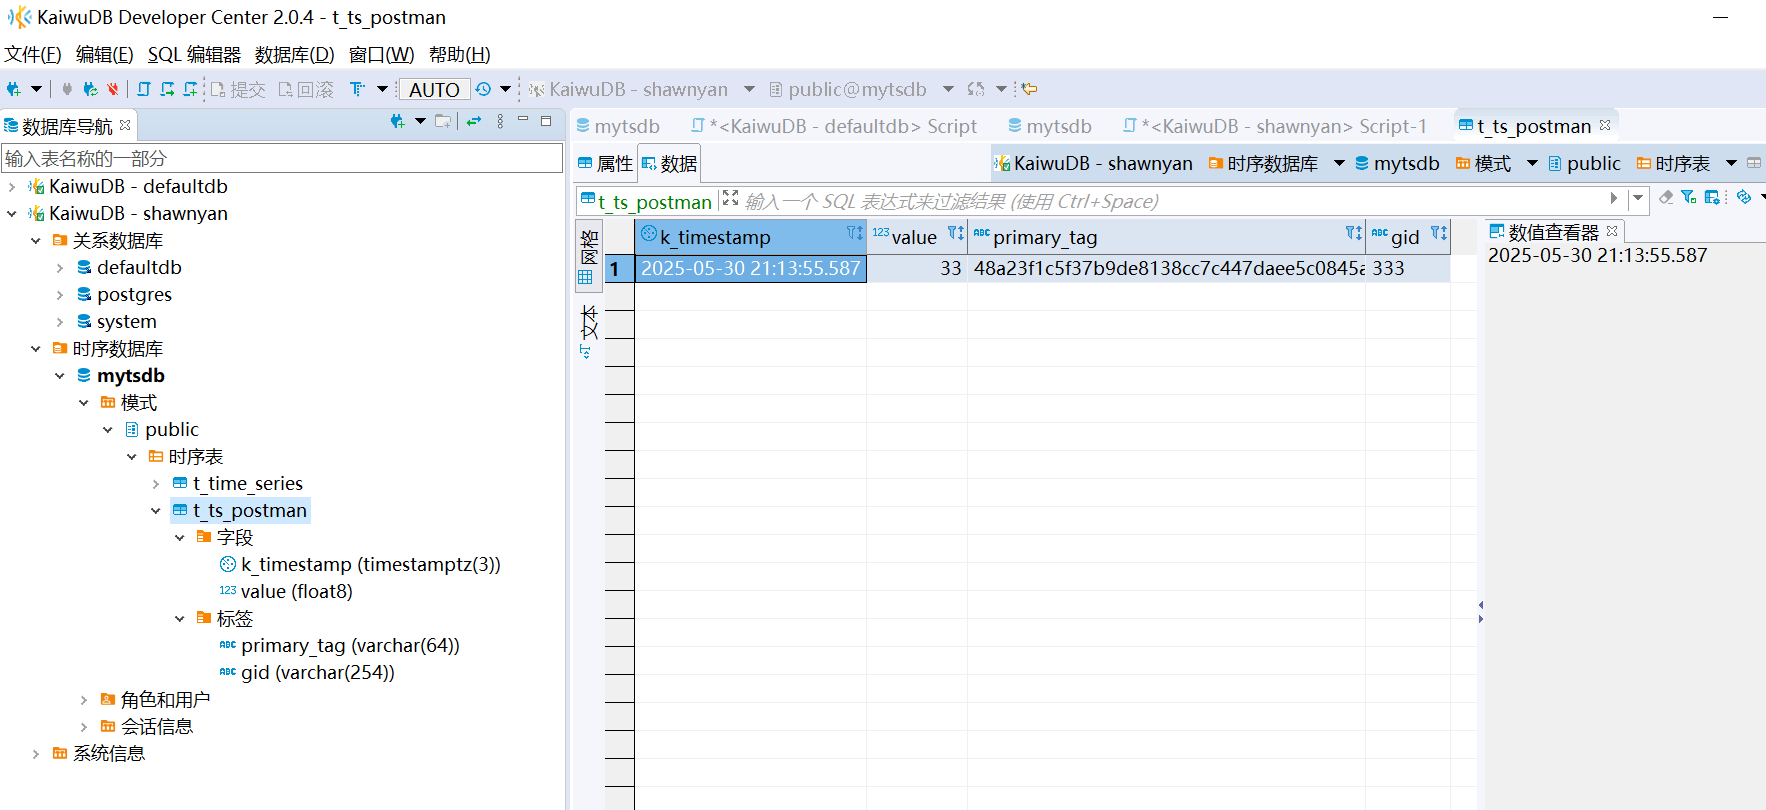 KaiwuDB Developer Center 2.0.4 - t_ts_postman
文件(F) 编辑(E) SQL 编辑器 数据库(D) 窗口(W) 帮助(H)
提交 回滚 AUTO KaiwuDB - shawnyan public@mytsdb
数据库导航
输入表名称的一部分
KaiwuDB - defaultdb
KaiwuDB - shawnyan
关系数据库
defaultdb
postgres
system
时序数据库
mytsdb
模式
public
时序表
t_time_series
t_ts_postman
字段
k_timestamp (timestamptz(3))
123 value (float8)
标签
ABC primary_tag (varchar(64))
ABC gid (varchar(254))
角色和用户
会话信息
系统信息
mytsdb *<KaiwuDB - defaultdb> Script mytsdb *<KaiwuDB - shawnyan> Script-1 t_ts_postman
属性 数据 KaiwuDB - shawnyan 时序数据库 mytsdb 模式 public 时序表
t_ts_postman 输入一个 SQL 表达式来过滤结果 (使用 Ctrl+Space)
网格
文本
k_timestamp 123 value ABC primary_tag ABC gid
1 2025-05-30 21:13:55.587 33 48a23f1c5f37b9de8138cc7c447daee5c0845a 333
数值查看器
2025-05-30 21:13:55.587